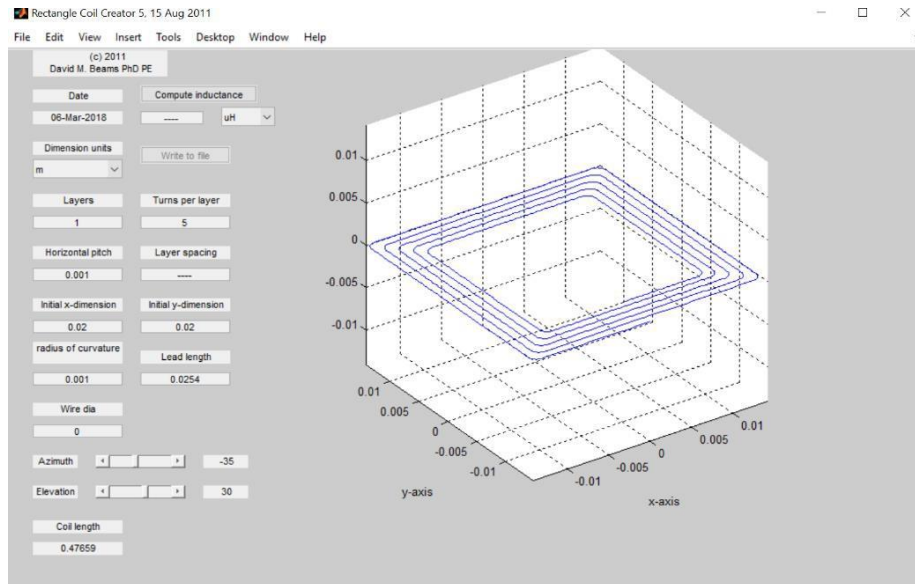 Rectangle Coil Creator 5, 15 Aug 2011
File Edit View Insert Tools Desktop Window Help
(c) 2011
David M. Beams PhD PE
Date
Compute inductance
06-Mar-2018
----
uH
Dimension units
m
Write to file
Layers
Turns per layer
1
5
Horizontal pitch
Layer spacing
0.001
----
Initial x-dimension
Initial y-dimension
0.02
0.02
radius of curvature
Lead length
0.001
0.0254
Wire dia
0
Azimuth
-35
Elevation
30
Coil length
0.47659
0.01
0.005
0
-0.005
-0.01
0.01
0.005
0
-0.005
-0.01
y-axis
-0.01
-0.005
0
0.005
0.01
x-axis